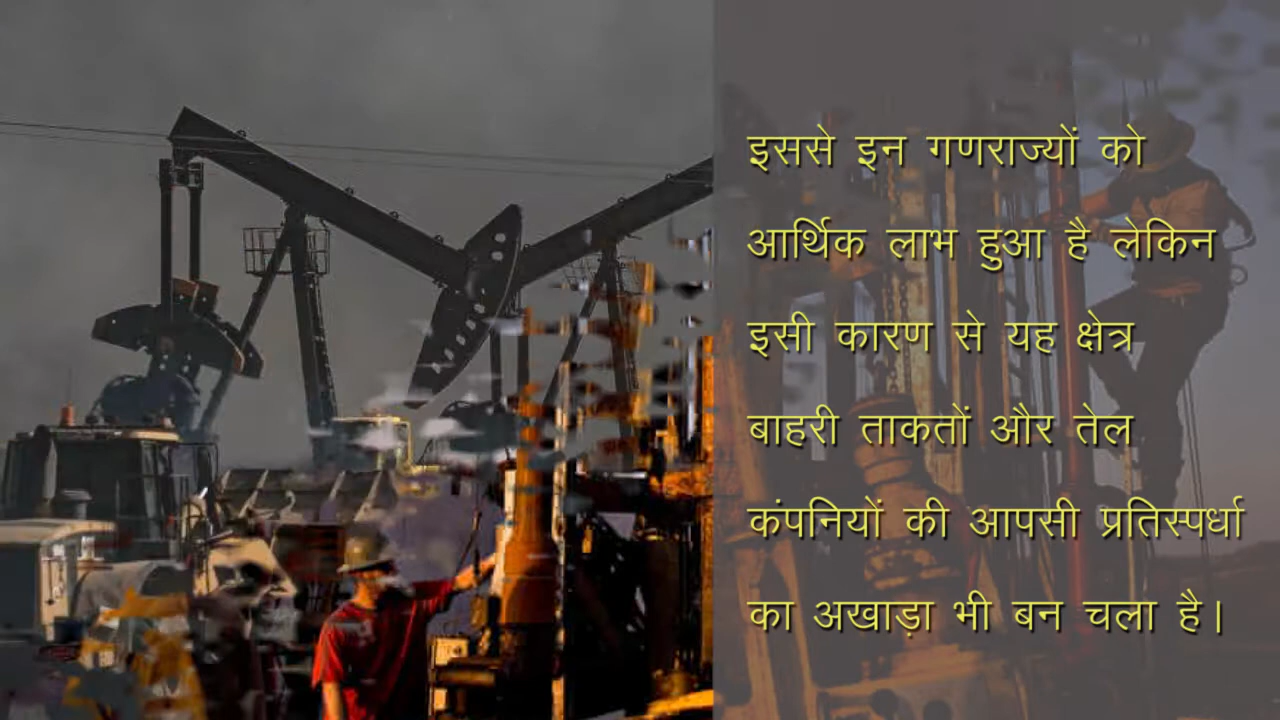 इससे इन गणराज्यों को
आर्थिक लाभ हुआ है लेकिन
इसी कारण से यह क्षेत्र
बाहरी ताकतों और तेल
कंपनियों की आपसी प्रतिस्पर्धा
का अखाड़ा भी बन चला है।